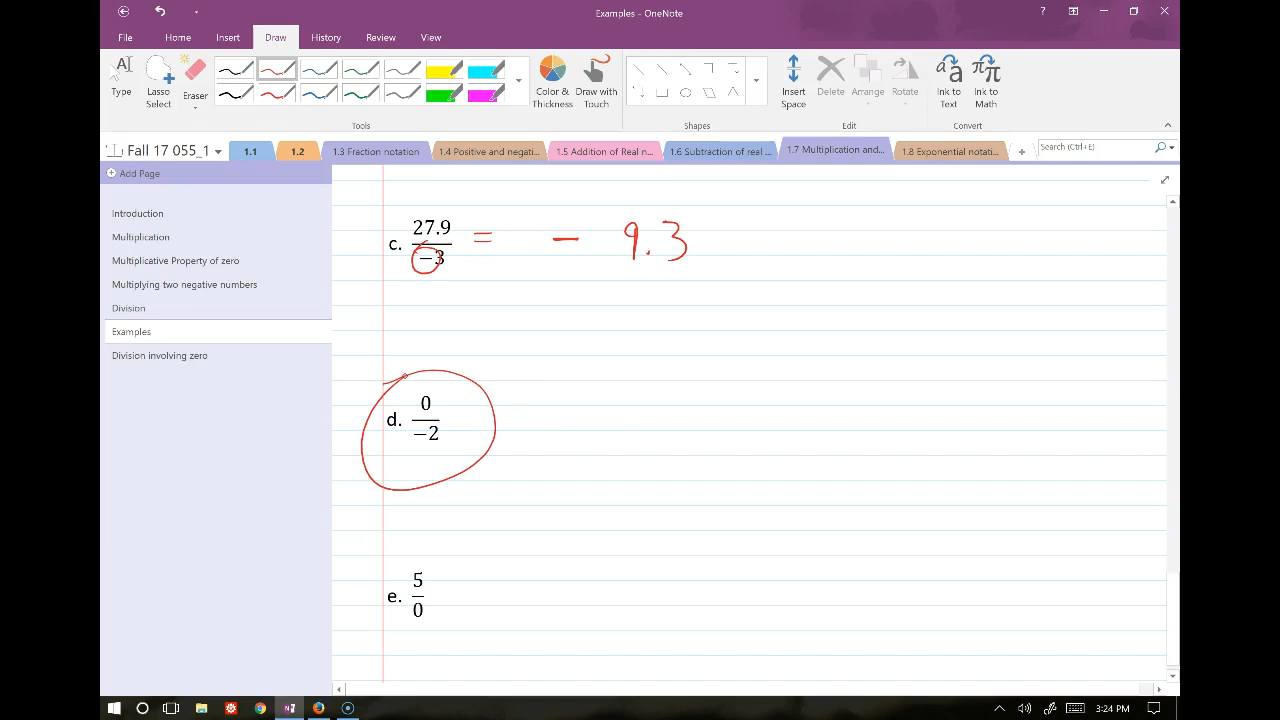 Examples - OneNote
?
File Home Insert Draw History Review View
Type Lasso Select Eraser Color & Thickness Draw with Touch Insert Space Delete Arrange Rotate Ink to Text Ink to Math
Tools Shapes Edit Convert
Fall 17 055_1 1.1 1.2 1.3 Fraction notation 1.4 Positive and negati... 1.5 Addition of Real n... 1.6 Subtraction of real ... 1.7 Multiplication and... 1.8 Exponential notati... + Search (Ctrl+E)
Add Page
Introduction
Multiplication
Multiplicative Property of zero
Multiplying two negative numbers
Division
Examples
Division involving zero
27.9
c. = - 9.3
−3
0
d.
−2
5
e.
0
3:24 PM